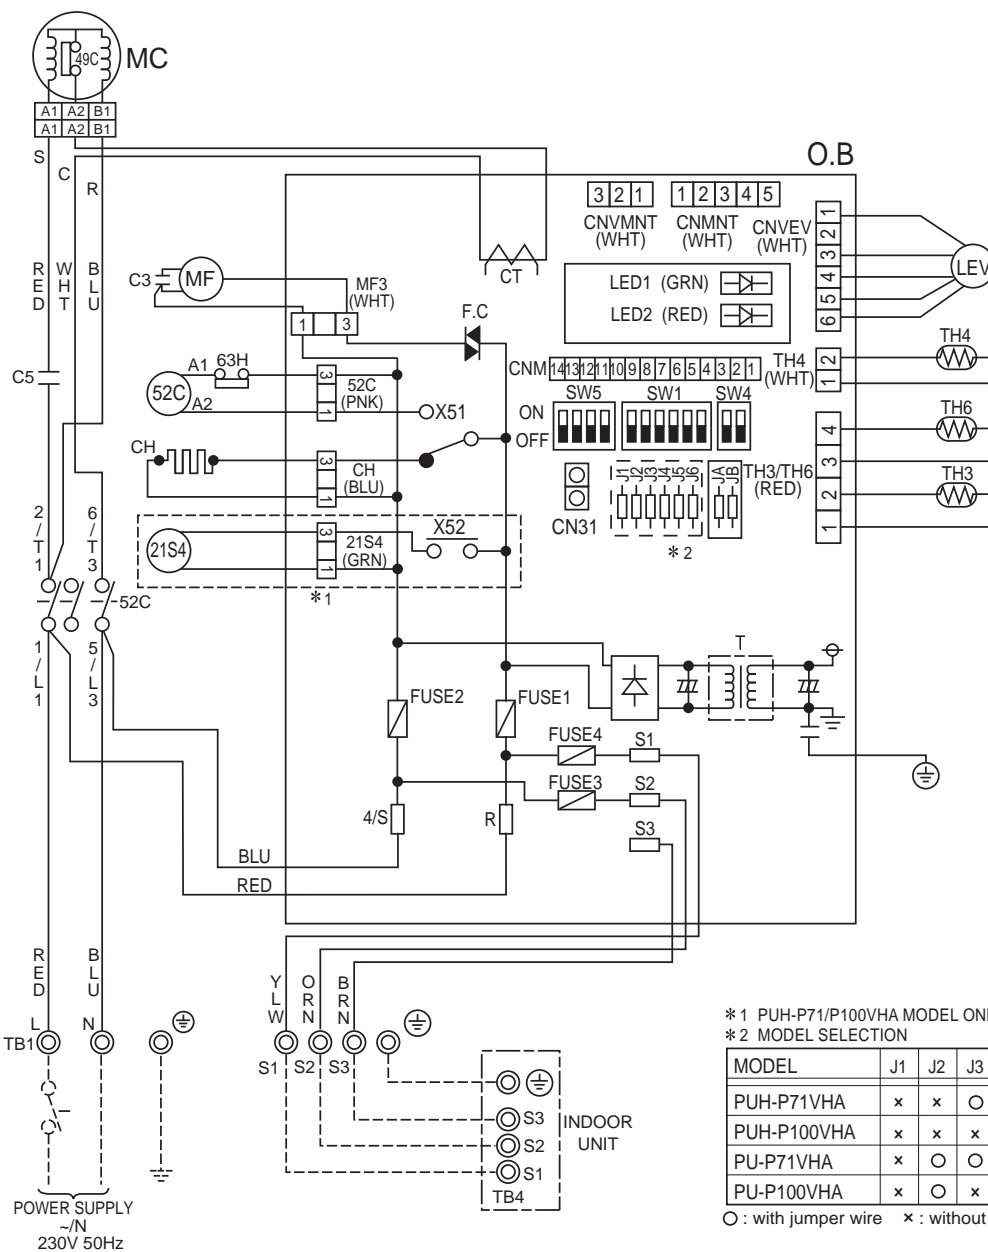 49C
MC
A1 A2 B1
A1 A2 B1
S
C
R
O.B
3 2 1
CNVMNT
(WHT)
1 2 3 4 5
CNMNT
(WHT)
CNVEV
(WHT)
1
2
3
4
5
6
LEV
RED
WHT
BLU
C3
MF
MF3
(WHT)
1 3
CT
LED1 (GRN)
LED2 (RED)
F.C
C5
A1 63H
52C
A2
3
1
52C
(PNK)
X51
CNM
14 13 12 11 10 9 8 7 6 5 4 3 2 1
TH4
(WHT)
2
1
TH4
SW5 SW1 SW4
ON
OFF
CH
3
1
CH
(BLU)
CN31
J1 J2 J3 J4 J5 J6
JA JB
*2
TH3/TH6
(RED)
4
3
2
1
TH6
TH3
21S4
3
1
21S4
(GRN)
X52
*1
2/T1
6/T3
52C
1/L1
5/L3
T
FUSE2
FUSE1
FUSE4
S1
FUSE3
S2
S3
4/S
R
BLU
RED
RED
BLU
YLW
ORN
BRN
L
N
TB1
S1 S2 S3
S3
S2
S1
TB4
INDOOR
UNIT
POWER SUPPLY
~/N
230V 50Hz
*1 PUH-P71/P100VHA MODEL ONL
*2 MODEL SELECTION
MODEL J1 J2 J3
PUH-P71VHA × × ○
PUH-P100VHA × × ×
PU-P71VHA × ○ ○
PU-P100VHA × ○ ×
○ : with jumper wire × : without